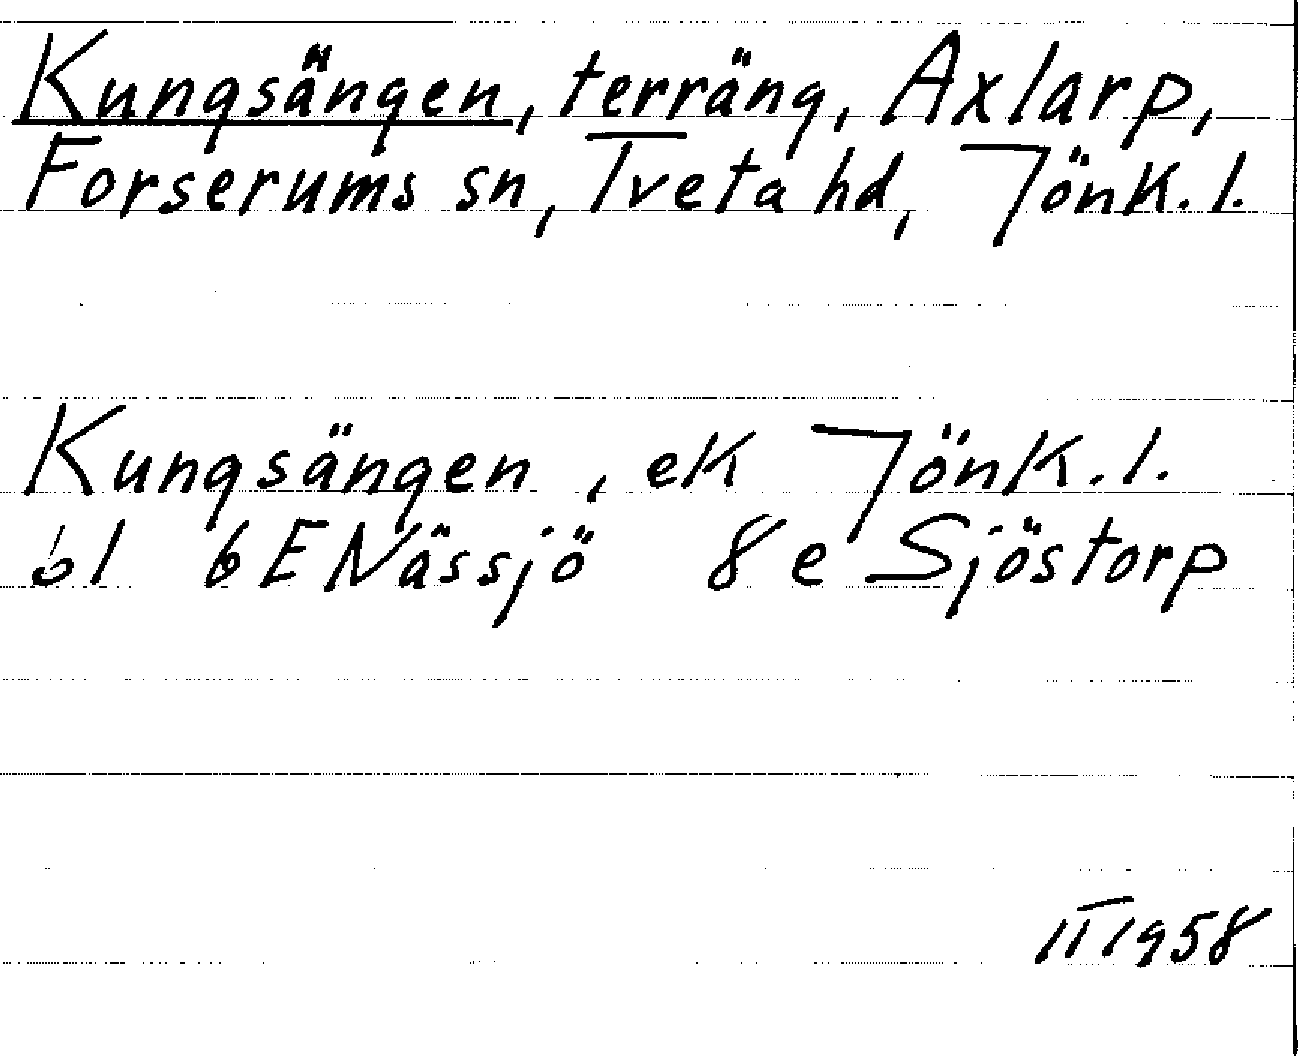 Kungsängen, terräng, Axlarp,
Forserums sn, Tveta hd, Jönk. l.
Kungsängen, ek Jönk. l.
bl 6E Nässjö 8e Sjöstorp
II 1958